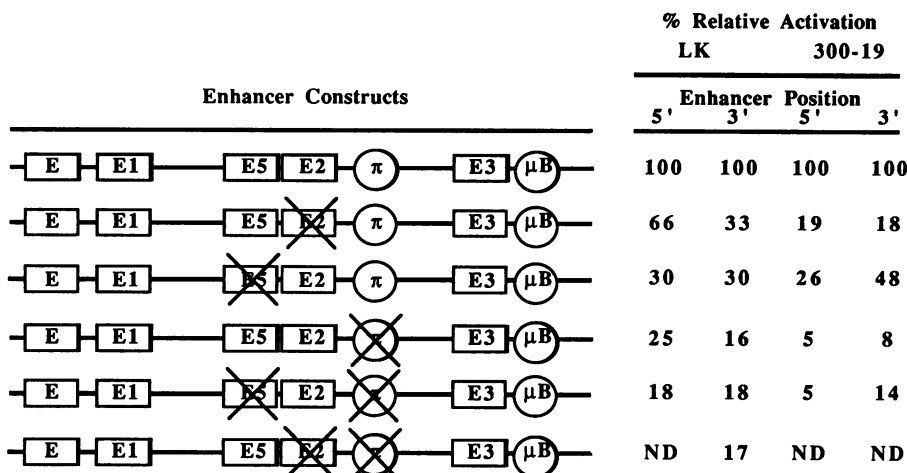 % Relative Activation
LK 300-19
Enhancer Constructs
Enhancer Position
5' 3' 5' 3'
E E1 E5 E2 π E3 μB 100 100 100 100
E E1 E5 E2 π E3 μB 66 33 19 18
E E1 E5 E2 π E3 μB 30 30 26 48
E E1 E5 E2 π E3 μB 25 16 5 8
E E1 E5 E2 π E3 μB 18 18 5 14
E E1 E5 E2 π E3 μB ND 17 ND ND